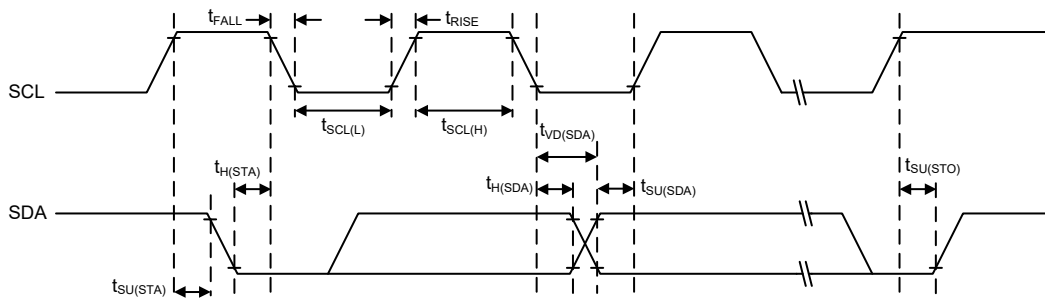 tFALL tRISE
SCL
tSCL(L) tSCL(H) tVD(SDA)
tH(STA) tH(SDA) tSU(SDA) tSU(STO)
SDA
tSU(STA)